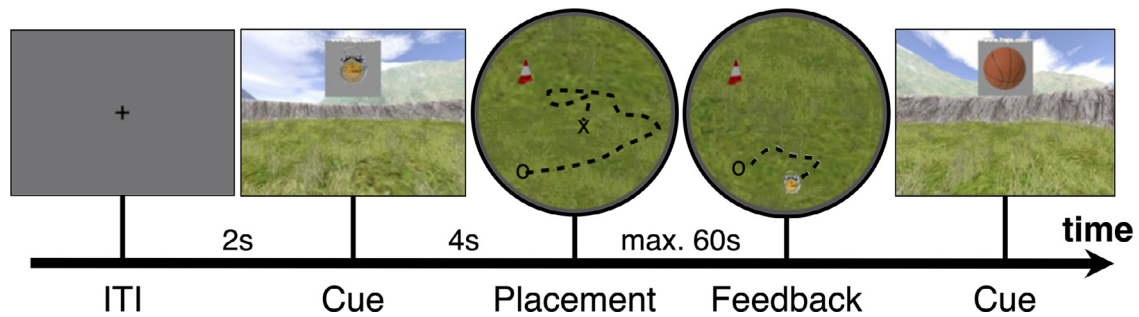 +
x
O
O
2s
4s
max. 60s
time
ITI
Cue
Placement
Feedback
Cue